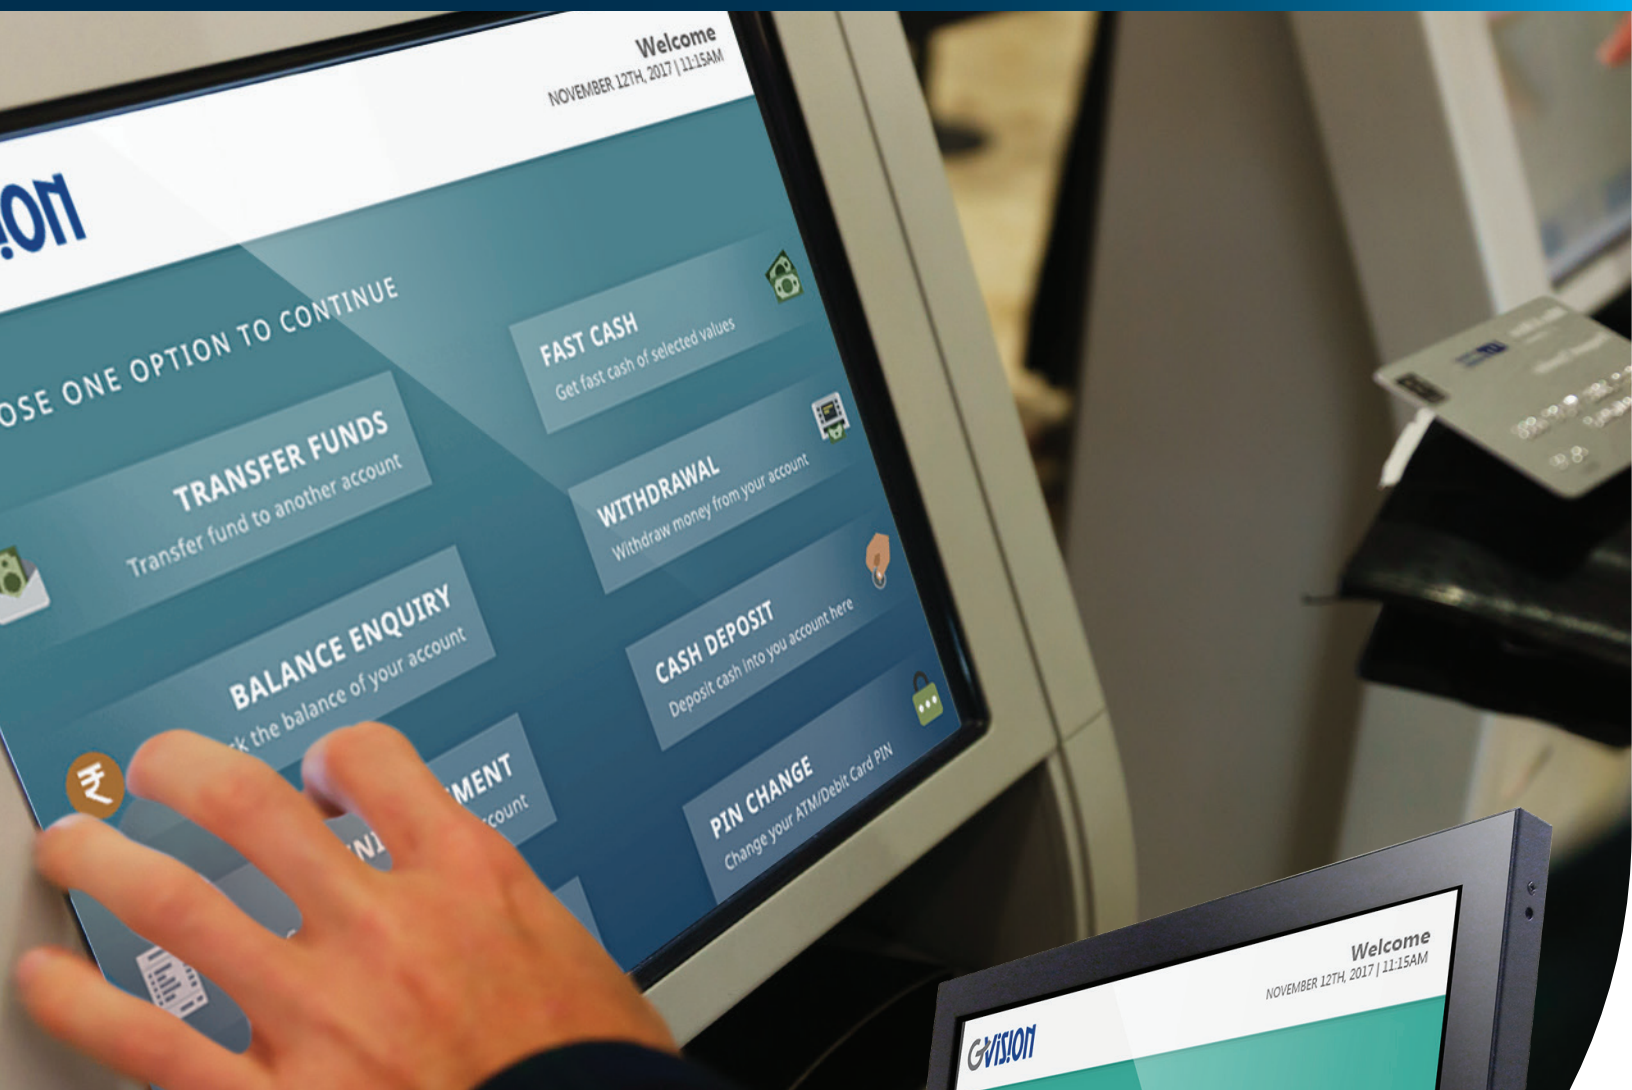 Welcome
NOVEMBER 12TH, 2017 | 11:15AM
ION
OSE ONE OPTION TO CONTINUE
FAST CASH
Get fast cash of selected values
TRANSFER FUNDS
Transfer fund to another account
WITHDRAWAL
Withdraw money from your account
BALANCE ENQUIRY
k the balance of your account
CASH DEPOSIT
Deposit cash into you account here
NI
MENT
ccount
PIN CHANGE
Change your ATM/Debit Card PIN
Welcome
NOVEMBER 12TH, 2017 | 11:15AM
GVISION